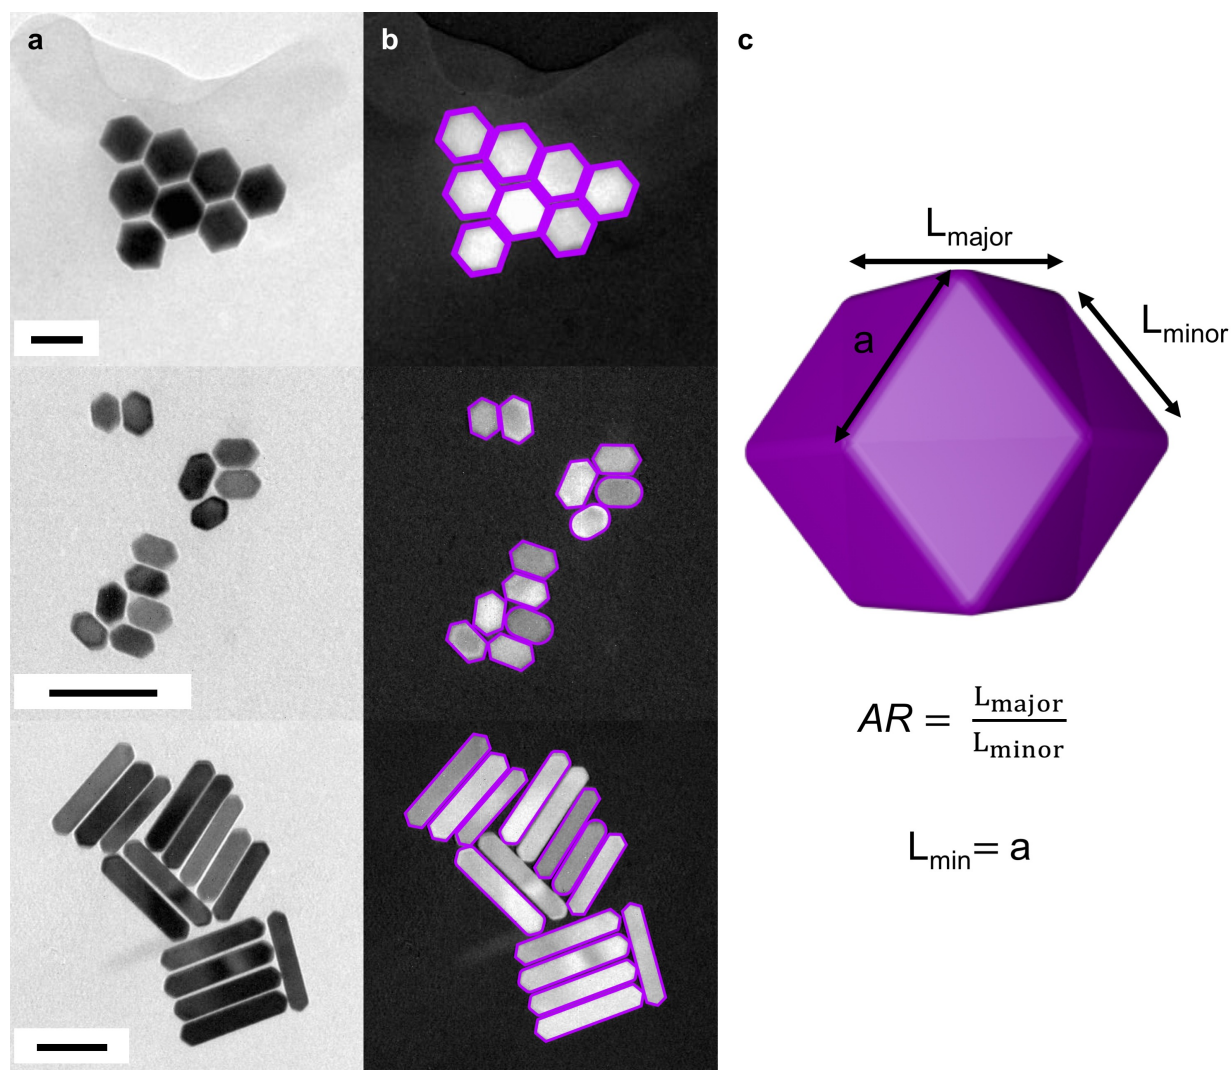 a
b
c
L_major
a
L_minor
AR = L_major / L_minor
L_min = a